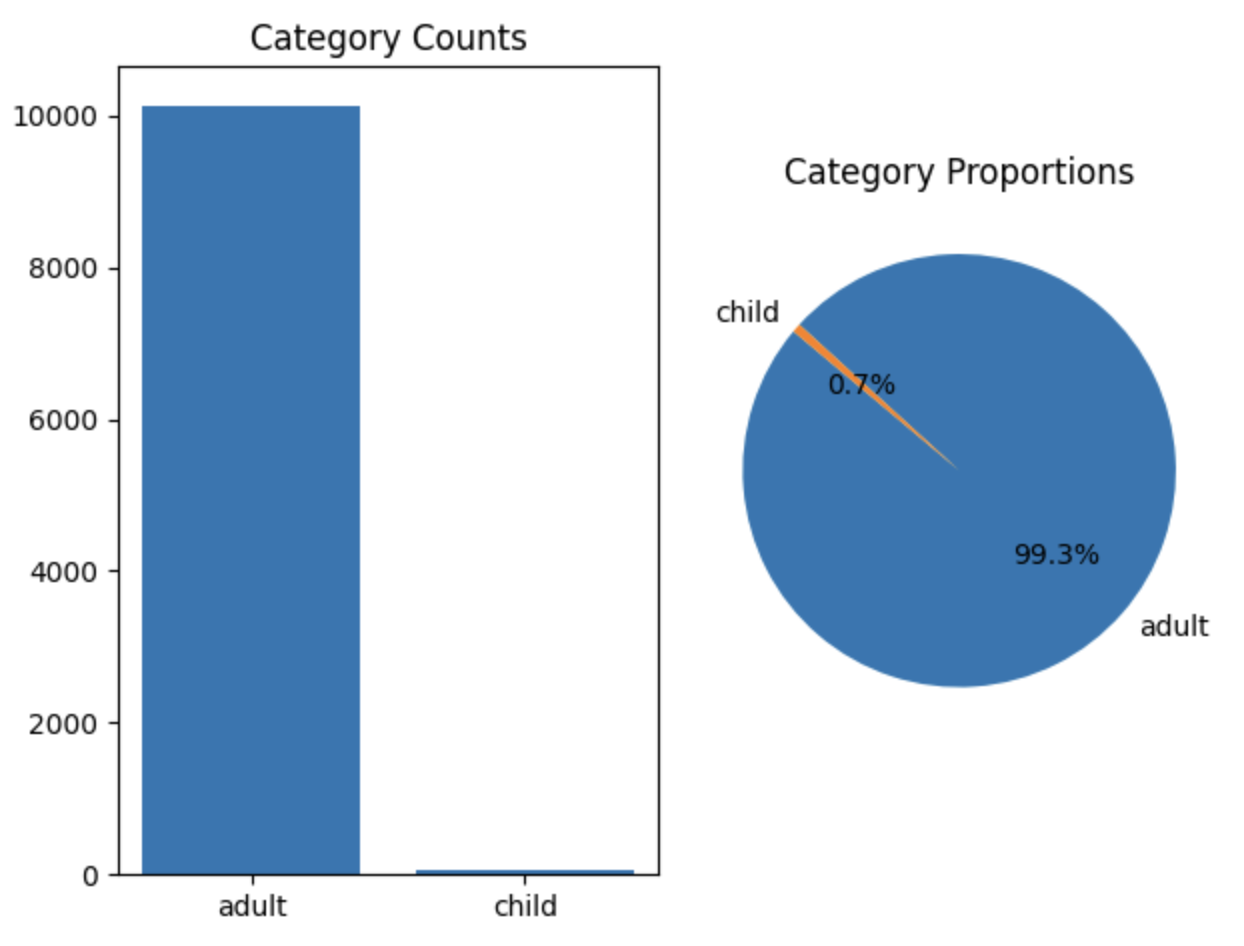 Category Counts
10000
8000
6000
4000
2000
0
adult
child
Category Proportions
child
0.7%
99.3%
adult